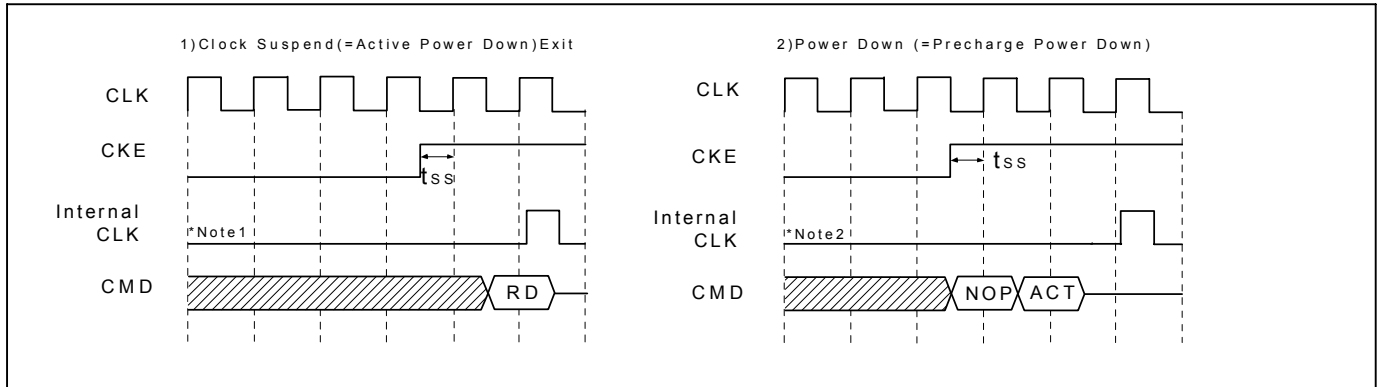 1)Clock Suspend(=Active Power Down)Exit
CLK
CKE
tss
Internal
CLK
*Note1
CMD
RD
2)Power Down (=Precharge Power Down)
CLK
CKE
tss
Internal
CLK
*Note2
CMD
NOP
ACT